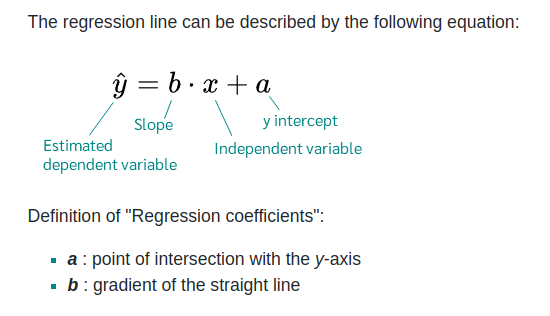 The regression line can be described by the following equation:
ŷ = b · x + a
Slope
y intercept
Estimated
dependent variable
Independent variable
Definition of "Regression coefficients":
▪ a : point of intersection with the y-axis
▪ b : gradient of the straight line